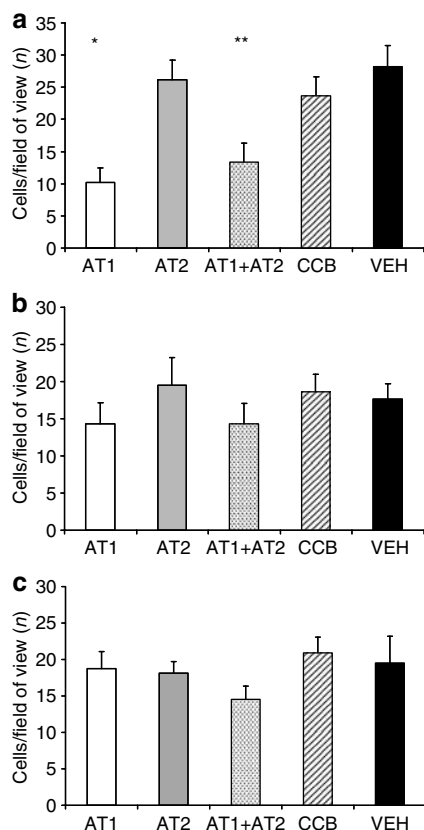 a
Cells/field of view (n)
35
30
25
20
15
10
5
0
*
**
AT1 AT2 AT1+AT2 CCB VEH
b
Cells/field of view (n)
30
25
20
15
10
5
0
AT1 AT2 AT1+AT2 CCB VEH
c
Cells/field of view (n)
30
25
20
15
10
5
0
AT1 AT2 AT1+AT2 CCB VEH